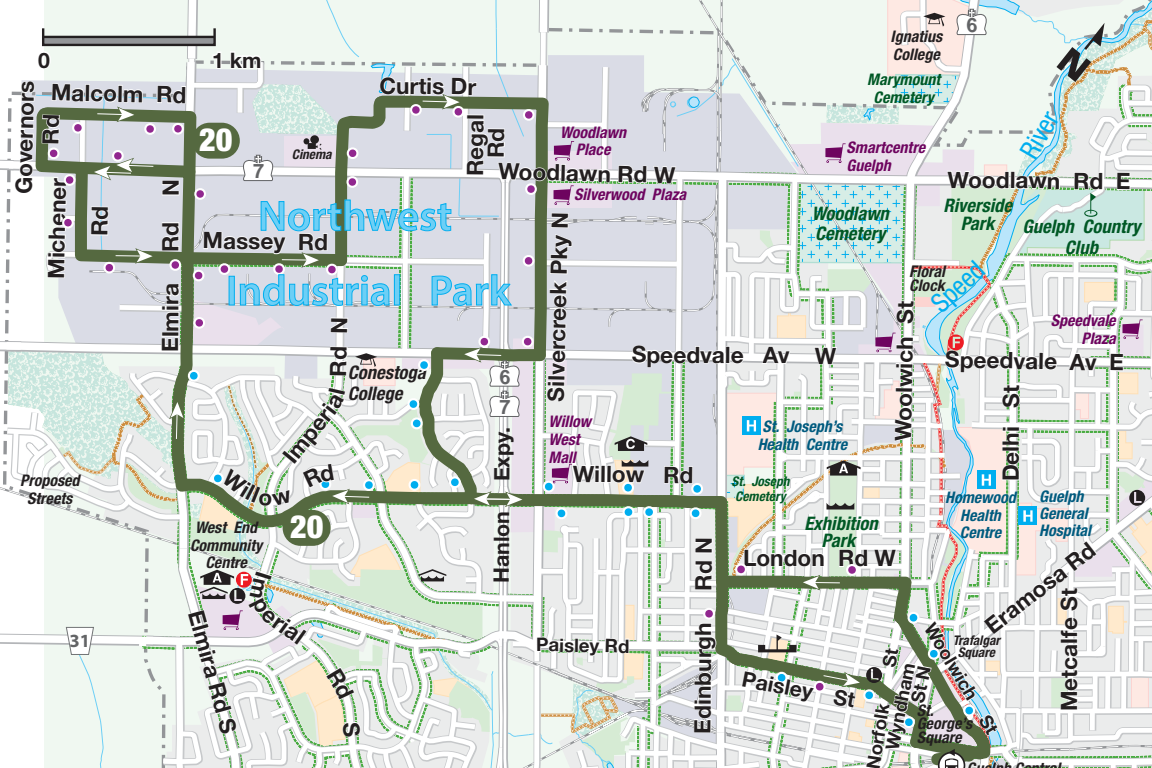 0
1 km
Ignatius
College
6
N
Marymount
Cemetery
River
Governors
Rd
Malcolm Rd
20
Curtis Dr
Cinema
7
Regal
Rd
Woodlawn
Place
Smartcentre
Guelph
Woodlawn Rd W
Silverwood Plaza
Woodlawn Rd E
Michener
Rd
N
Elmira Rd
Massey Rd
Northwest
Industrial Park
Silvercreek Pky N
Woodlawn
Cemetery
Riverside
Park
Guelph Country
Club
Floral
Clock
Speed
Speedvale
Plaza
F
Imperial Rd N
Conestoga
College
6
7
Speedvale Av W
Woolwich St
Speedvale Av E
Delhi St
Willow
West
Mall
C
H St. Joseph's
Health Centre
Proposed
Streets
Willow Rd
20
Hanlon Expy.
Willow Rd
St. Joseph
Cemetery
A
Exhibition
Park
H
Homewood
Health
Centre
H
Guelph
General
Hospital
L
West End
Community
Centre
A
F
L
Imperial
Rd S
Elmira Rd S
31
Rd N
Edinburgh
London Rd W
Eramosa Rd
Metcalfe St
Trafalgar
Square
Woolwich St
Paisley Rd
Paisley St
L
Norfolk St
Wyndham
St N
St.
George's
Square
Guelph Central